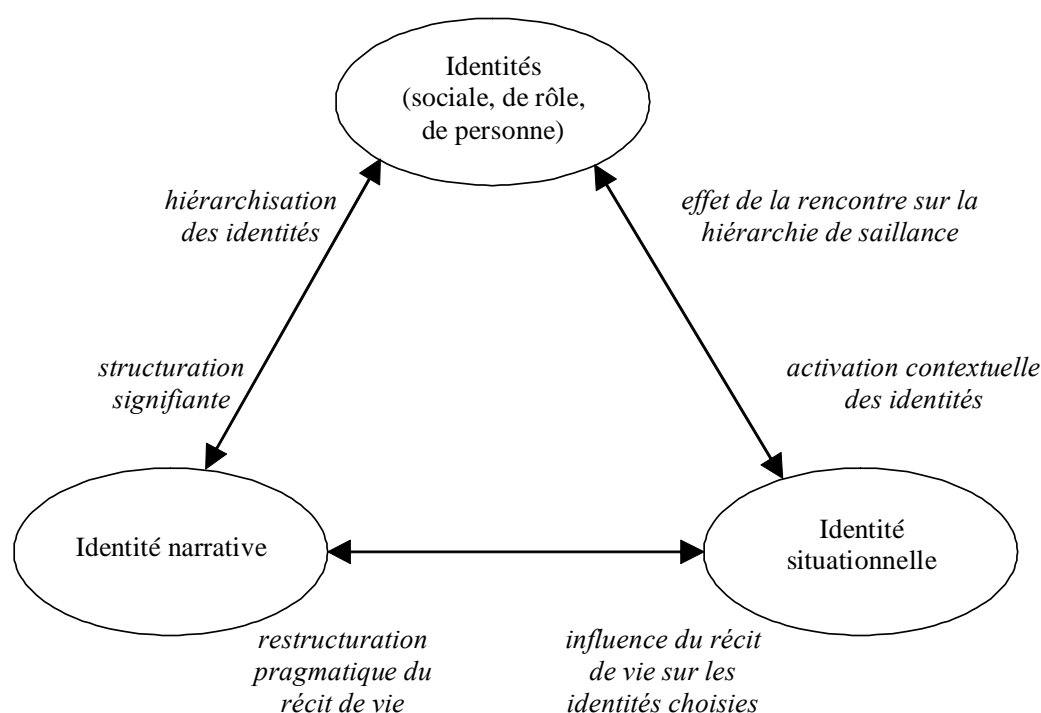 Identités
(sociale, de rôle,
de personne)
hiérarchisation
des identités
effet de la rencontre sur la
hiérarchie de saillance
structuration
signifiante
activation contextuelle
des identités
Identité narrative
Identité
situationnelle
restructuration
pragmatique du
récit de vie
influence du récit
de vie sur les
identités choisies